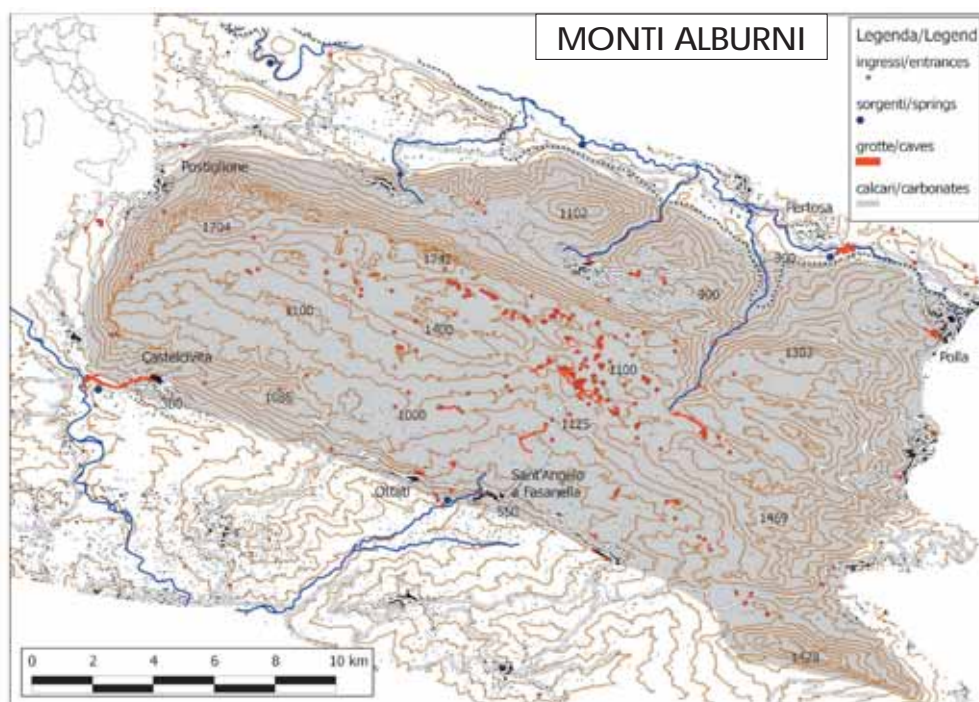 MONTI ALBURNI
Legenda/Legend
ingressi/entrances
sorgenti/springs
grotte/caves
calcari/carbonates
Postiglione
1704
1102
Pertosa
300
1742
900
1100
1400
1303
Polla
Castelcivita
1100
1085
1000
1125
Ottati
Sant'Angelo
a Fasanella
550
1469
1428
0 2 4 6 8 10 km